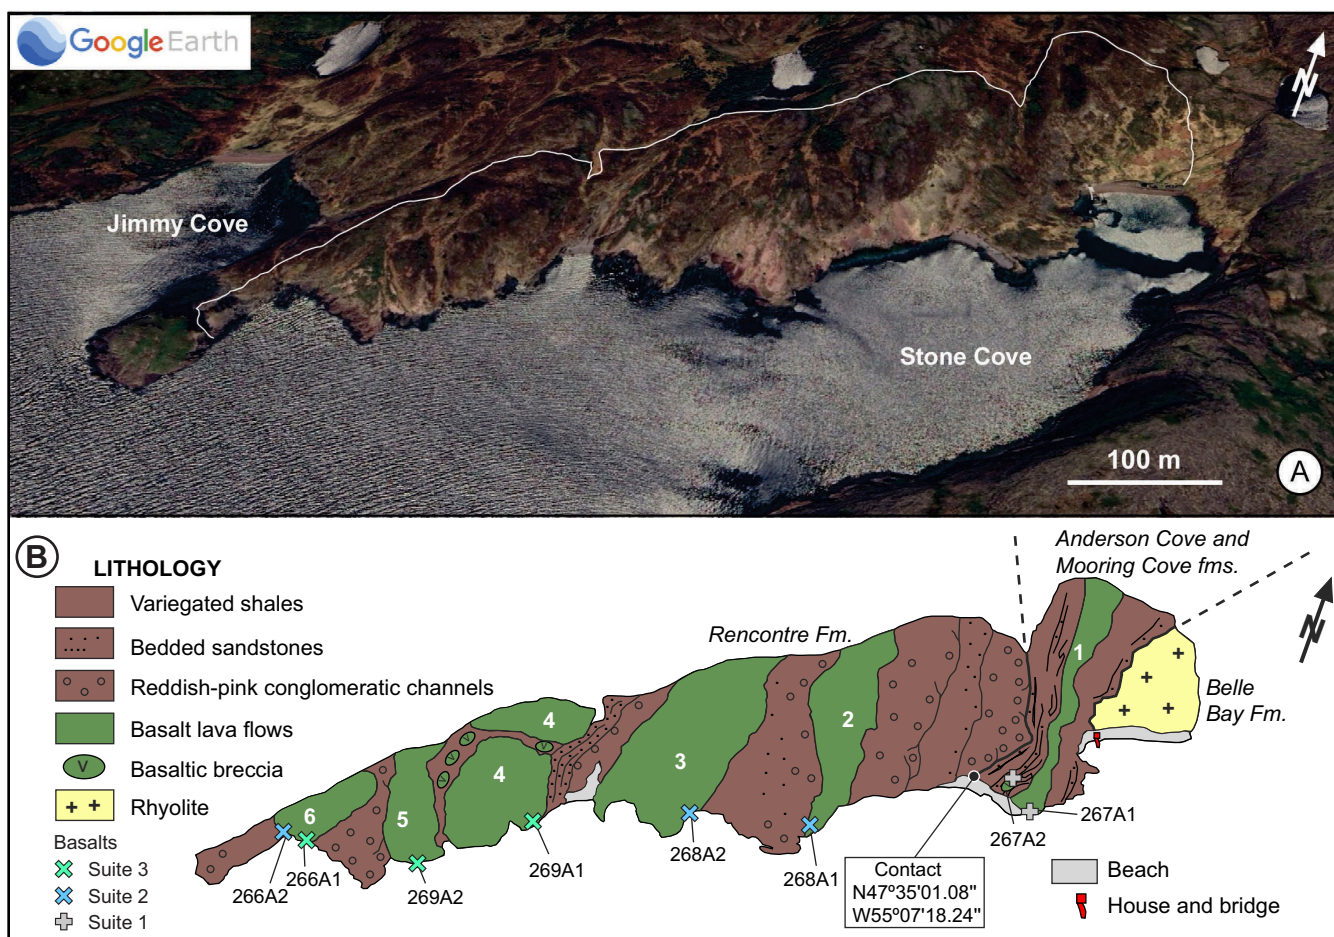 Google Earth
N
Jimmy Cove
Stone Cove
100 m
A
B
LITHOLOGY
Variegated shales
Bedded sandstones
Reddish-pink conglomeratic channels
Basalt lava flows
V
Basaltic breccia
Rhyolite
Basalts
Suite 3
Suite 2
Suite 1
Anderson Cove and
Mooring Cove fms.
Rencontre Fm.
Belle
Bay Fm.
N
1
2
3
4
4
5
6
V
V
V
V
266A2
266A1
269A2
269A1
268A2
268A1
267A2
267A1
Contact
N47º35'01.08"
W55º07'18.24"
Beach
House and bridge